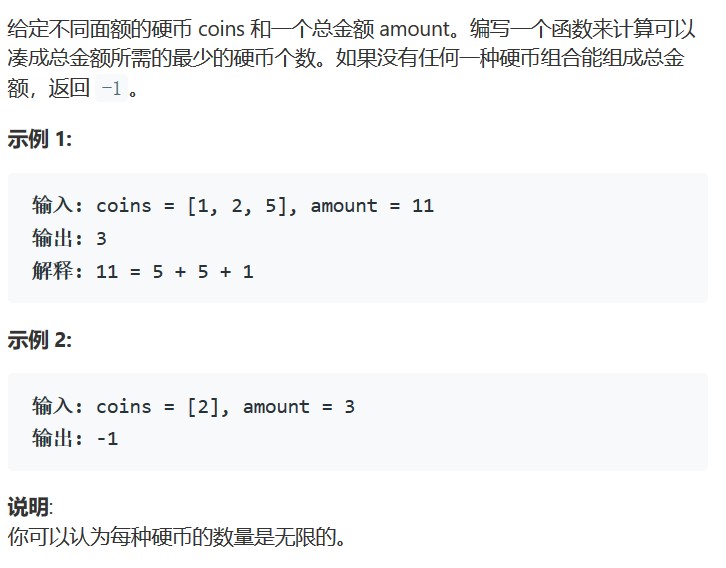 给定不同面额的硬币 coins 和一个总金额 amount。编写一个函数来计算可以
凑成总金额所需的最少的硬币个数。如果没有任何一种硬币组合能组成总金
额，返回 -1 。
示例 1:
输入: coins = [1, 2, 5], amount = 11
输出: 3
解释: 11 = 5 + 5 + 1
示例 2:
输入: coins = [2], amount = 3
输出: -1
说明:
你可以认为每种硬币的数量是无限的。